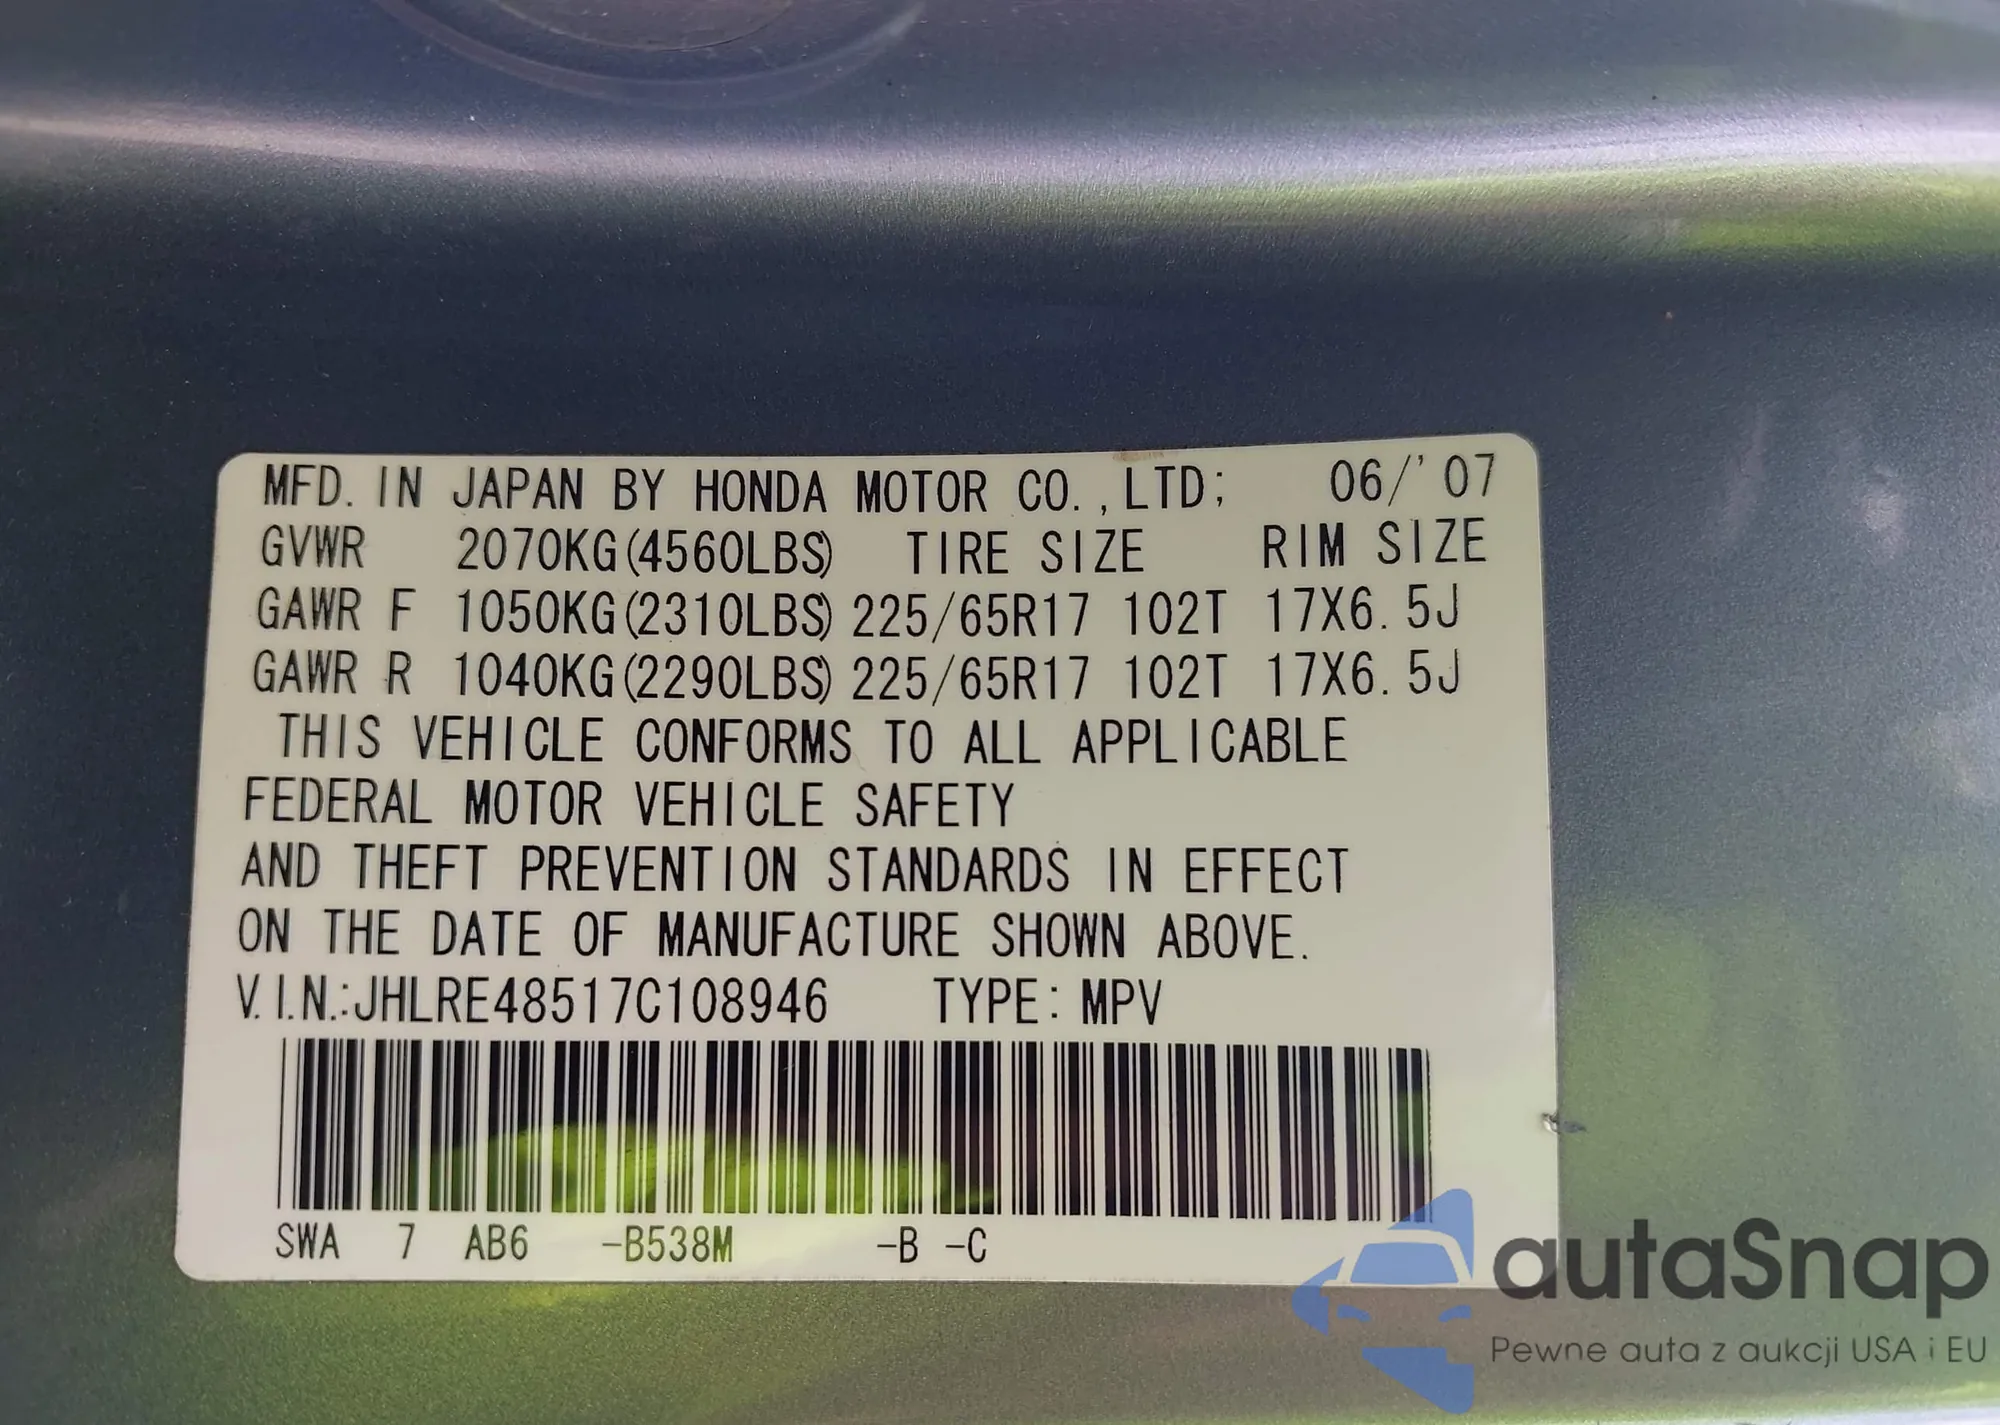 MFD. IN JAPAN BY HONDA MOTOR CO.,LTD; 06/'07
GVWR 2070KG(4560LBS) TIRE SIZE RIM SIZE
GAWR F 1050KG(2310LBS) 225/65R17 102T 17X6.5J
GAWR R 1040KG(2290LBS) 225/65R17 102T 17X6.5J
THIS VEHICLE CONFORMS TO ALL APPLICABLE
FEDERAL MOTOR VEHICLE SAFETY
AND THEFT PREVENTION STANDARDS IN EFFECT
ON THE DATE OF MANUFACTURE SHOWN ABOVE.
V.I.N.:JHLRE48517C108946 TYPE: MPV
SWA 7 AB6 -B538M -B -C
autaSnap
Pewne auta z aukcji USA i EU